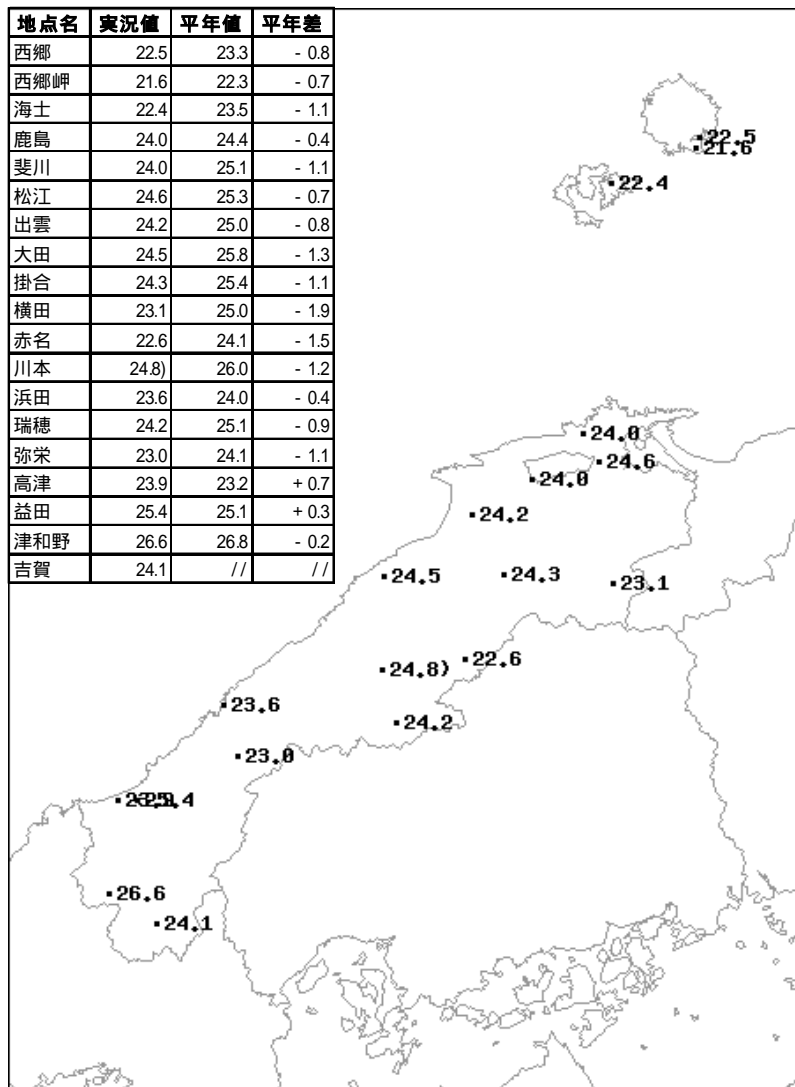 地点名 実況値 平年値 平年差
西郷 22.5 23.3 - 0.8
西郷岬 21.6 22.3 - 0.7
海士 22.4 23.5 - 1.1
鹿島 24.0 24.4 - 0.4
斐川 24.0 25.1 - 1.1
松江 24.6 25.3 - 0.7
出雲 24.2 25.0 - 0.8
大田 24.5 25.8 - 1.3
掛合 24.3 25.4 - 1.1
横田 23.1 25.0 - 1.9
赤名 22.6 24.1 - 1.5
川本 24.8) 26.0 - 1.2
浜田 23.6 24.0 - 0.4
瑞穂 24.2 25.1 - 0.9
弥栄 23.0 24.1 - 1.1
高津 23.9 23.2 + 0.7
益田 25.4 25.1 + 0.3
津和野 26.6 26.8 - 0.2
吉賀 24.1 // //
22.5
21.6
22.4
24.0
24.6
24.0
24.2
24.5 24.3 23.1
22.6
24.8)
23.6
24.2
23.0
26.6
24.1